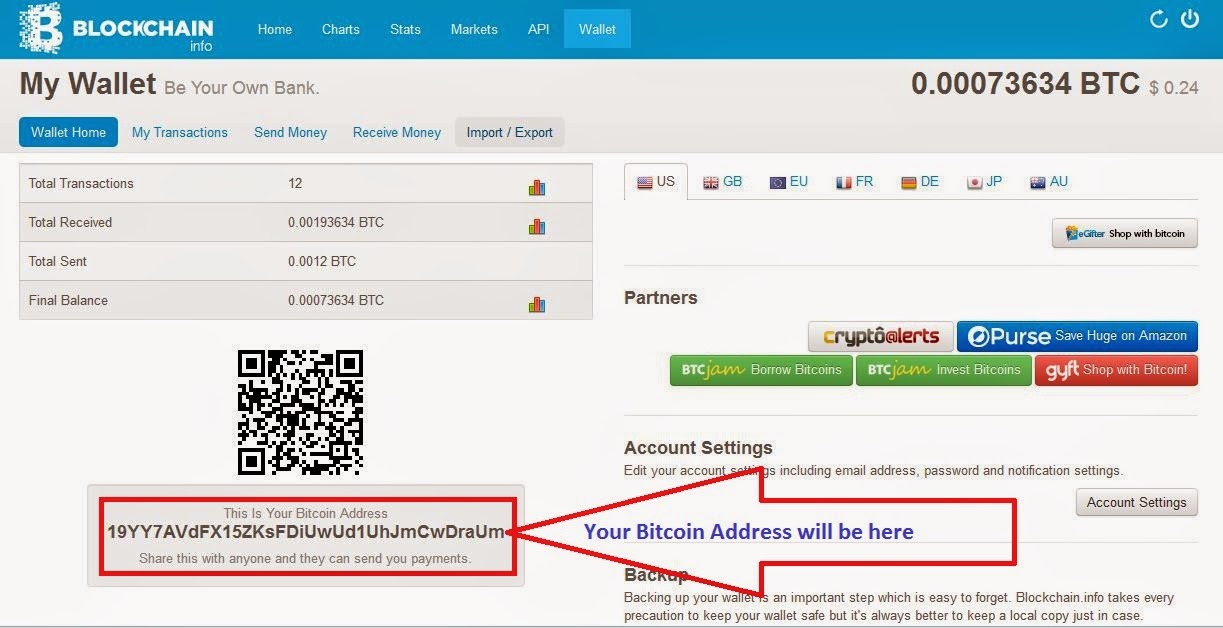 BLOCKCHAIN
info
Home Charts Stats Markets API Wallet
My Wallet Be Your Own Bank.
0.00073634 BTC $ 0.24
Wallet Home My Transactions Send Money Receive Money Import / Export
Total Transactions 12
Total Received 0.00193634 BTC
Total Sent 0.0012 BTC
Final Balance 0.00073634 BTC
This Is Your Bitcoin Address
19YY7AVdFX15ZKsFDiUwUd1UhJmCwDraUm
Share this with anyone and they can send you payments.
US GB EU FR DE JP AU
eGifter Shop with bitcoin
Partners
cryptô@lerts Purse Save Huge on Amazon
BTCjam Borrow Bitcoins BTCjam Invest Bitcoins gyft Shop with Bitcoin!
Account Settings
Edit your account settings including email address, password and notification settings.
Account Settings
Your Bitcoin Address will be here
Backup
Backing up your wallet is an important step which is easy to forget. Blockchain.info takes every
precaution to keep your wallet safe but it's always better to keep a local copy just in case.